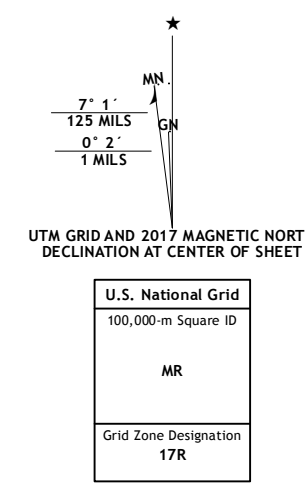 ★
MN
7° 1´
125 MILS
GN
0° 2´
1 MILS
UTM GRID AND 2017 MAGNETIC NORT
DECLINATION AT CENTER OF SHEET
U.S. National Grid
100,000-m Square ID
MR
Grid Zone Designation
17R